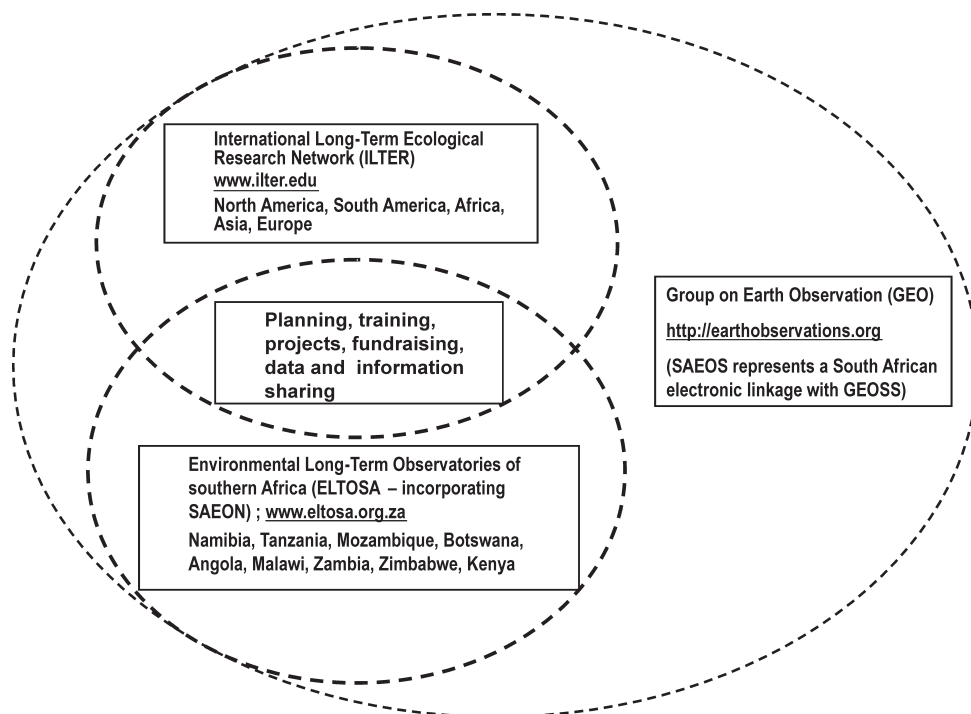 International Long-Term Ecological
Research Network (ILTER)
www.ilter.edu
North America, South America, Africa,
Asia, Europe
Planning, training,
projects, fundraising,
data and information
sharing
Environmental Long-Term Observatories of
southern Africa (ELTOSA – incorporating
SAEON) ; www.eltosa.org.za
Namibia, Tanzania, Mozambique, Botswana,
Angola, Malawi, Zambia, Zimbabwe, Kenya
Group on Earth Observation (GEO)
http://earthobservations.org
(SAEOS represents a South African
electronic linkage with GEOSS)